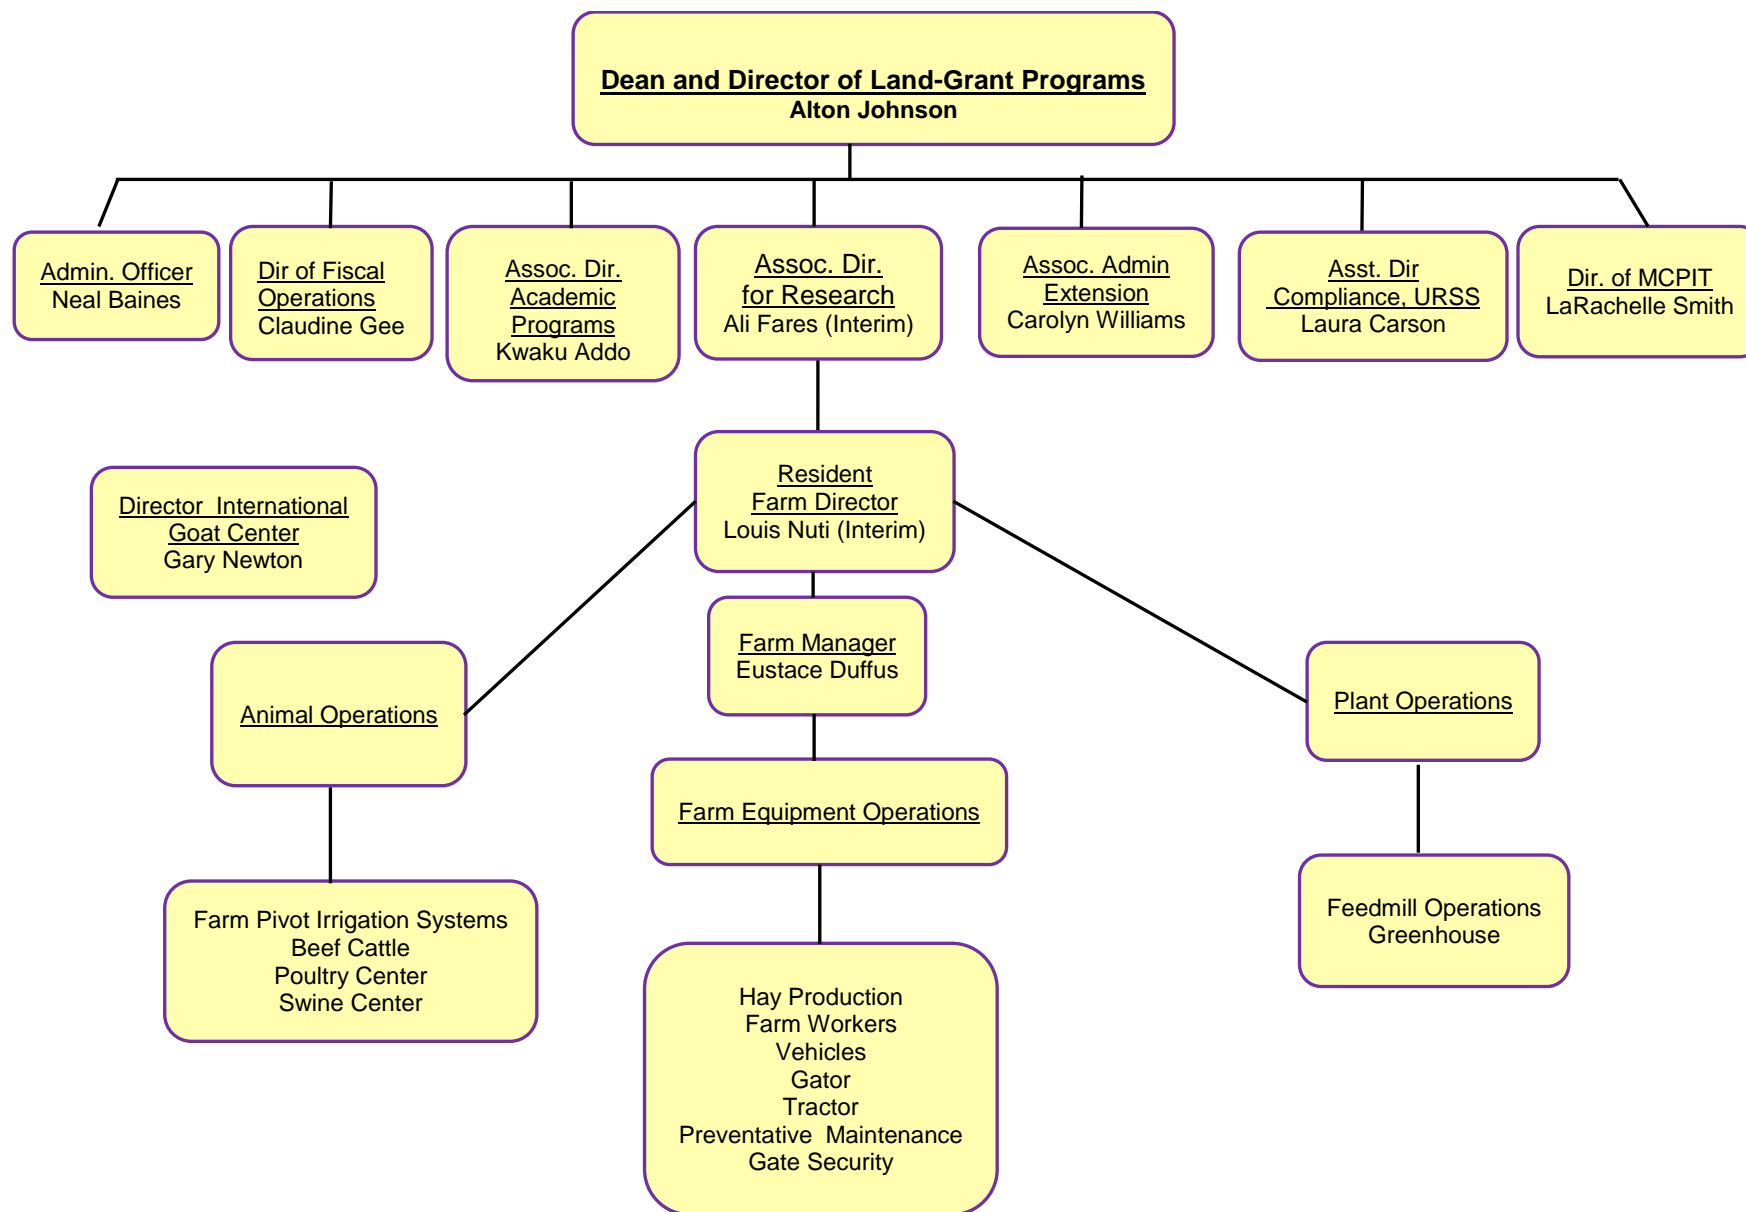 Dean and Director of Land-Grant Programs
Alton Johnson
Admin. Officer
Neal Baines
Dir of Fiscal
Operations
Claudine Gee
Assoc. Dir.
Academic
Programs
Kwaku Addo
Assoc. Dir.
for Research
Ali Fares (Interim)
Assoc. Admin
Extension
Carolyn Williams
Asst. Dir
Compliance, URSS
Laura Carson
Dir. of MCPIT
LaRachelle Smith
Director International
Goat Center
Gary Newton
Resident
Farm Director
Louis Nuti (Interim)
Farm Manager
Eustace Duffus
Animal Operations
Plant Operations
Farm Equipment Operations
Farm Pivot Irrigation Systems
Beef Cattle
Poultry Center
Swine Center
Feedmill Operations
Greenhouse
Hay Production
Farm Workers
Vehicles
Gator
Tractor
Preventative Maintenance
Gate Security